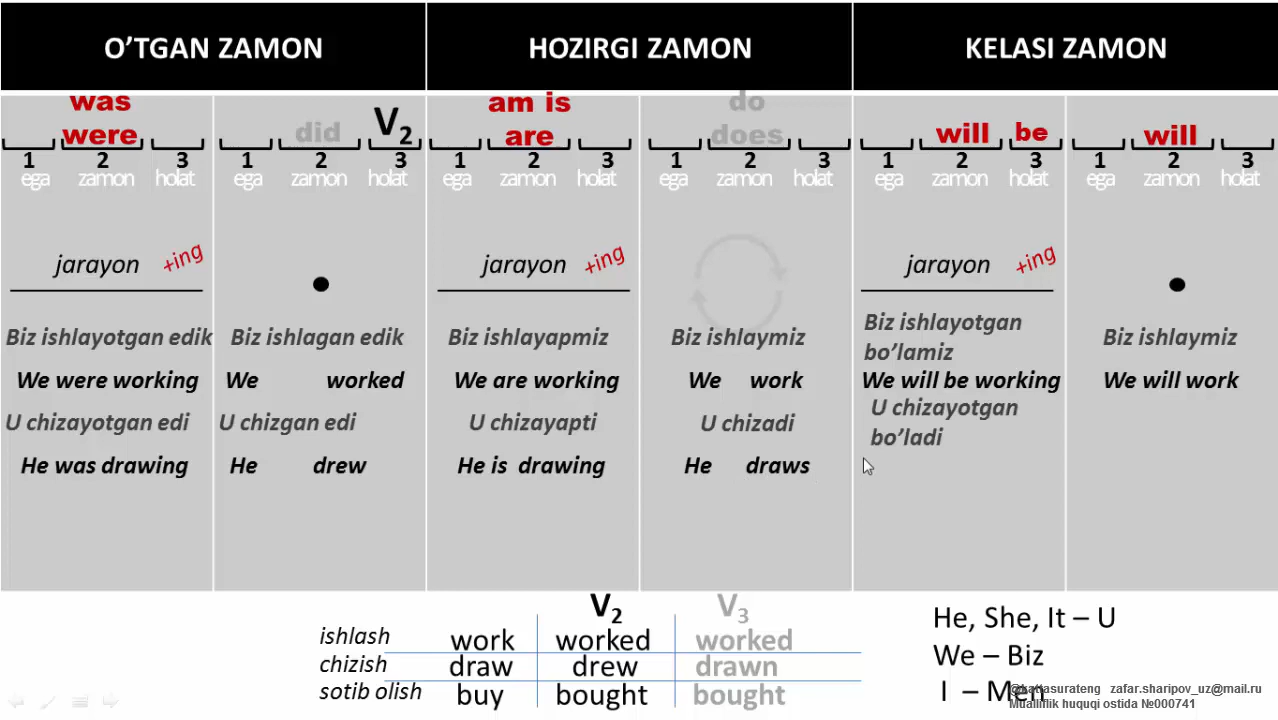 O’TGAN ZAMON
HOZIRGI ZAMON
KELASI ZAMON
was
were
1 2 3
ega zamon holat
jarayon +ing
Biz ishlayotgan edik
We were working
U chizayotgan edi
He was drawing
did V2
1 2 3
ega zamon holat
Biz ishlagan edik
We worked
U chizgan edi
He drew
am is
are
1 2 3
ega zamon holat
jarayon +ing
Biz ishlayapmiz
We are working
U chizayapti
He is drawing
do
does
1 2 3
ega zamon holat
Biz ishlaymiz
We work
U chizadi
He draws
will be
1 2 3
ega zamon holat
jarayon +ing
Biz ishlayotgan
bo’lamiz
We will be working
U chizayotgan
bo’ladi
will
1 2 3
ega zamon holat
Biz ishlaymiz
We will work
V2 V3
ishlash work worked worked
chizish draw drew drawn
sotib olish buy bought bought
He, She, It – U
We – Biz
I – Men
@kattasurateng zafar.sharipov_uz@mail.ru
Mualliflik huquqi ostida №000741